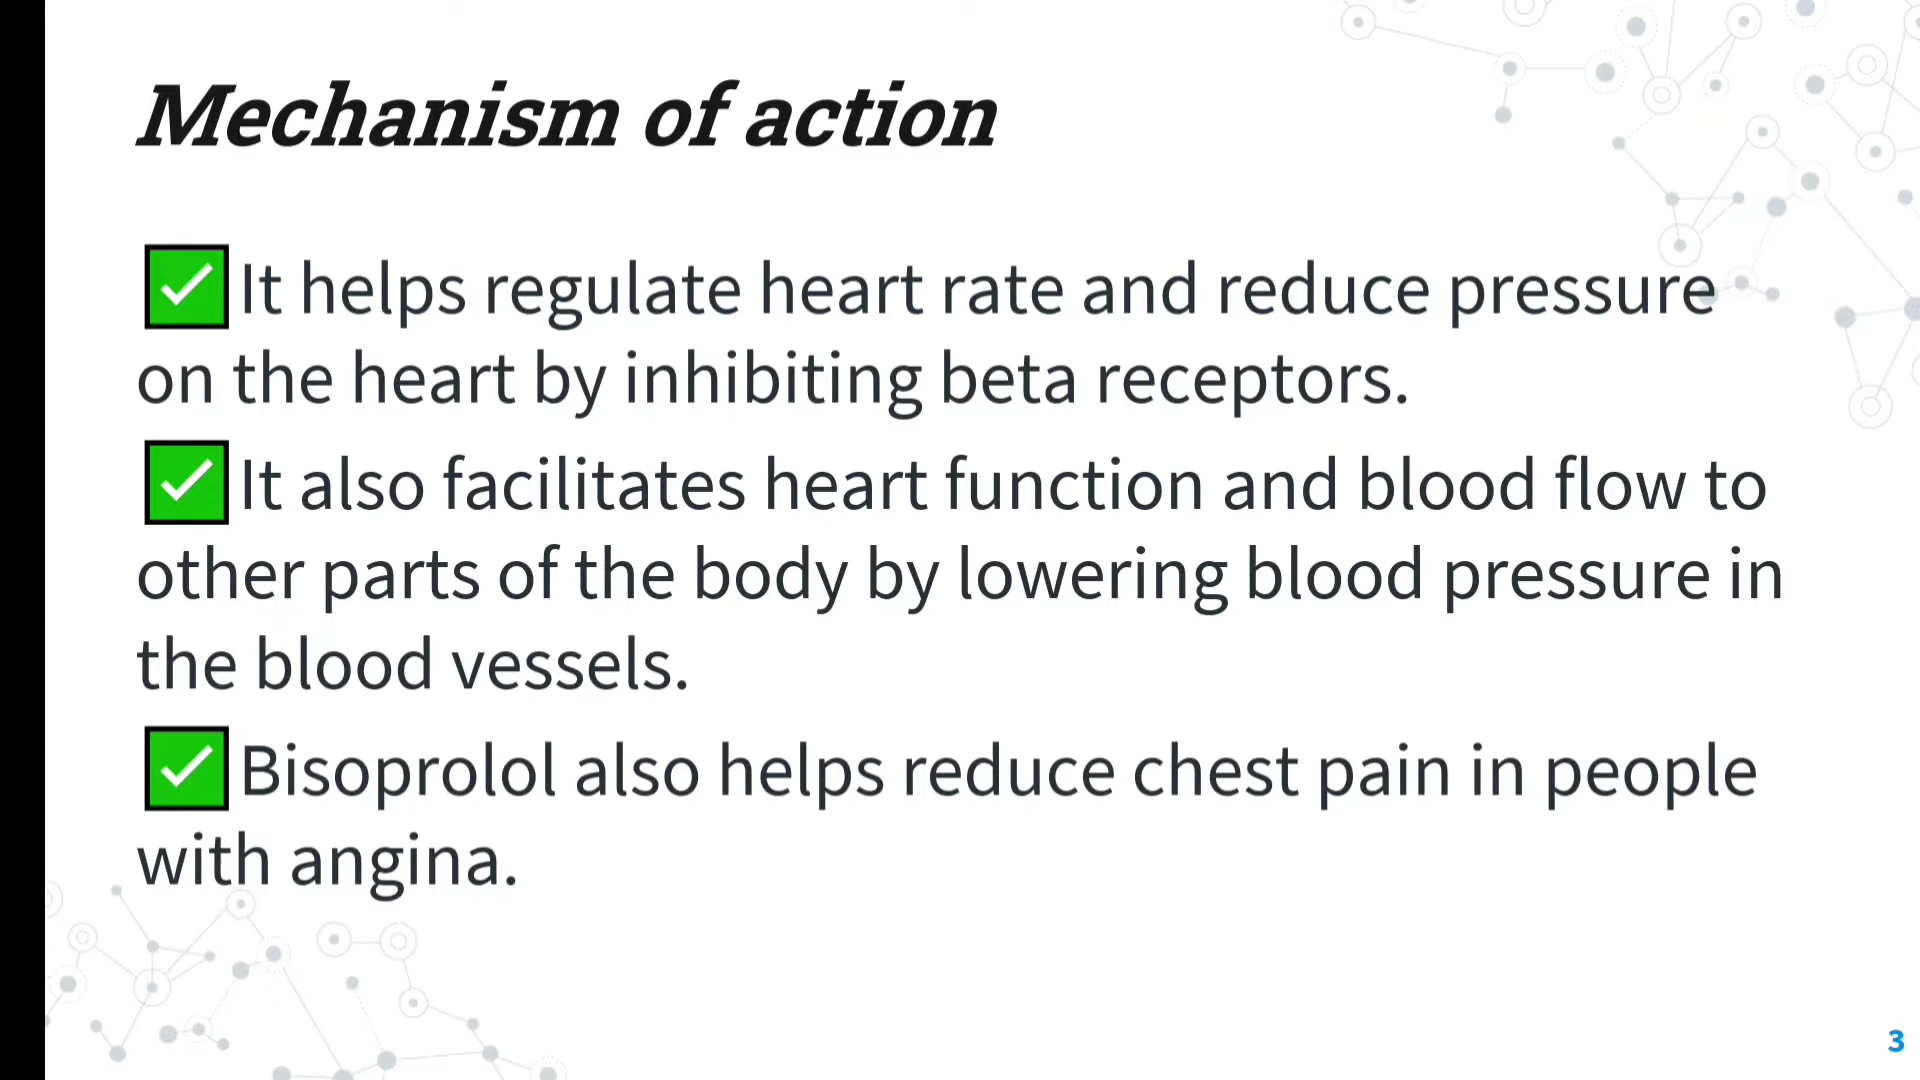 Mechanism of action
✅It helps regulate heart rate and reduce pressure
on the heart by inhibiting beta receptors.
✅It also facilitates heart function and blood flow to
other parts of the body by lowering blood pressure in
the blood vessels.
✅Bisoprolol also helps reduce chest pain in people
with angina.
3